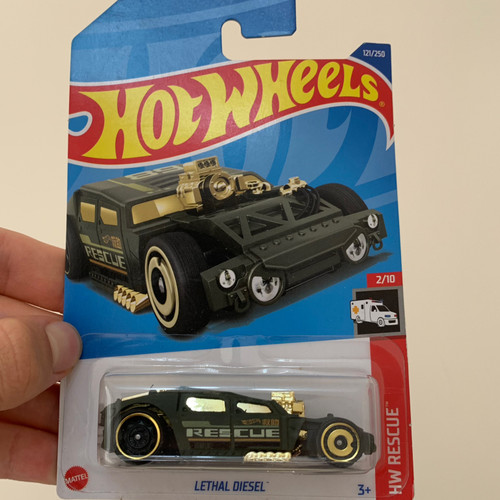 121/250
Hot Wheels
RESCUE
2/10
RESCUE
HW RESCUE
MATTEL
LETHAL DIESEL
3+